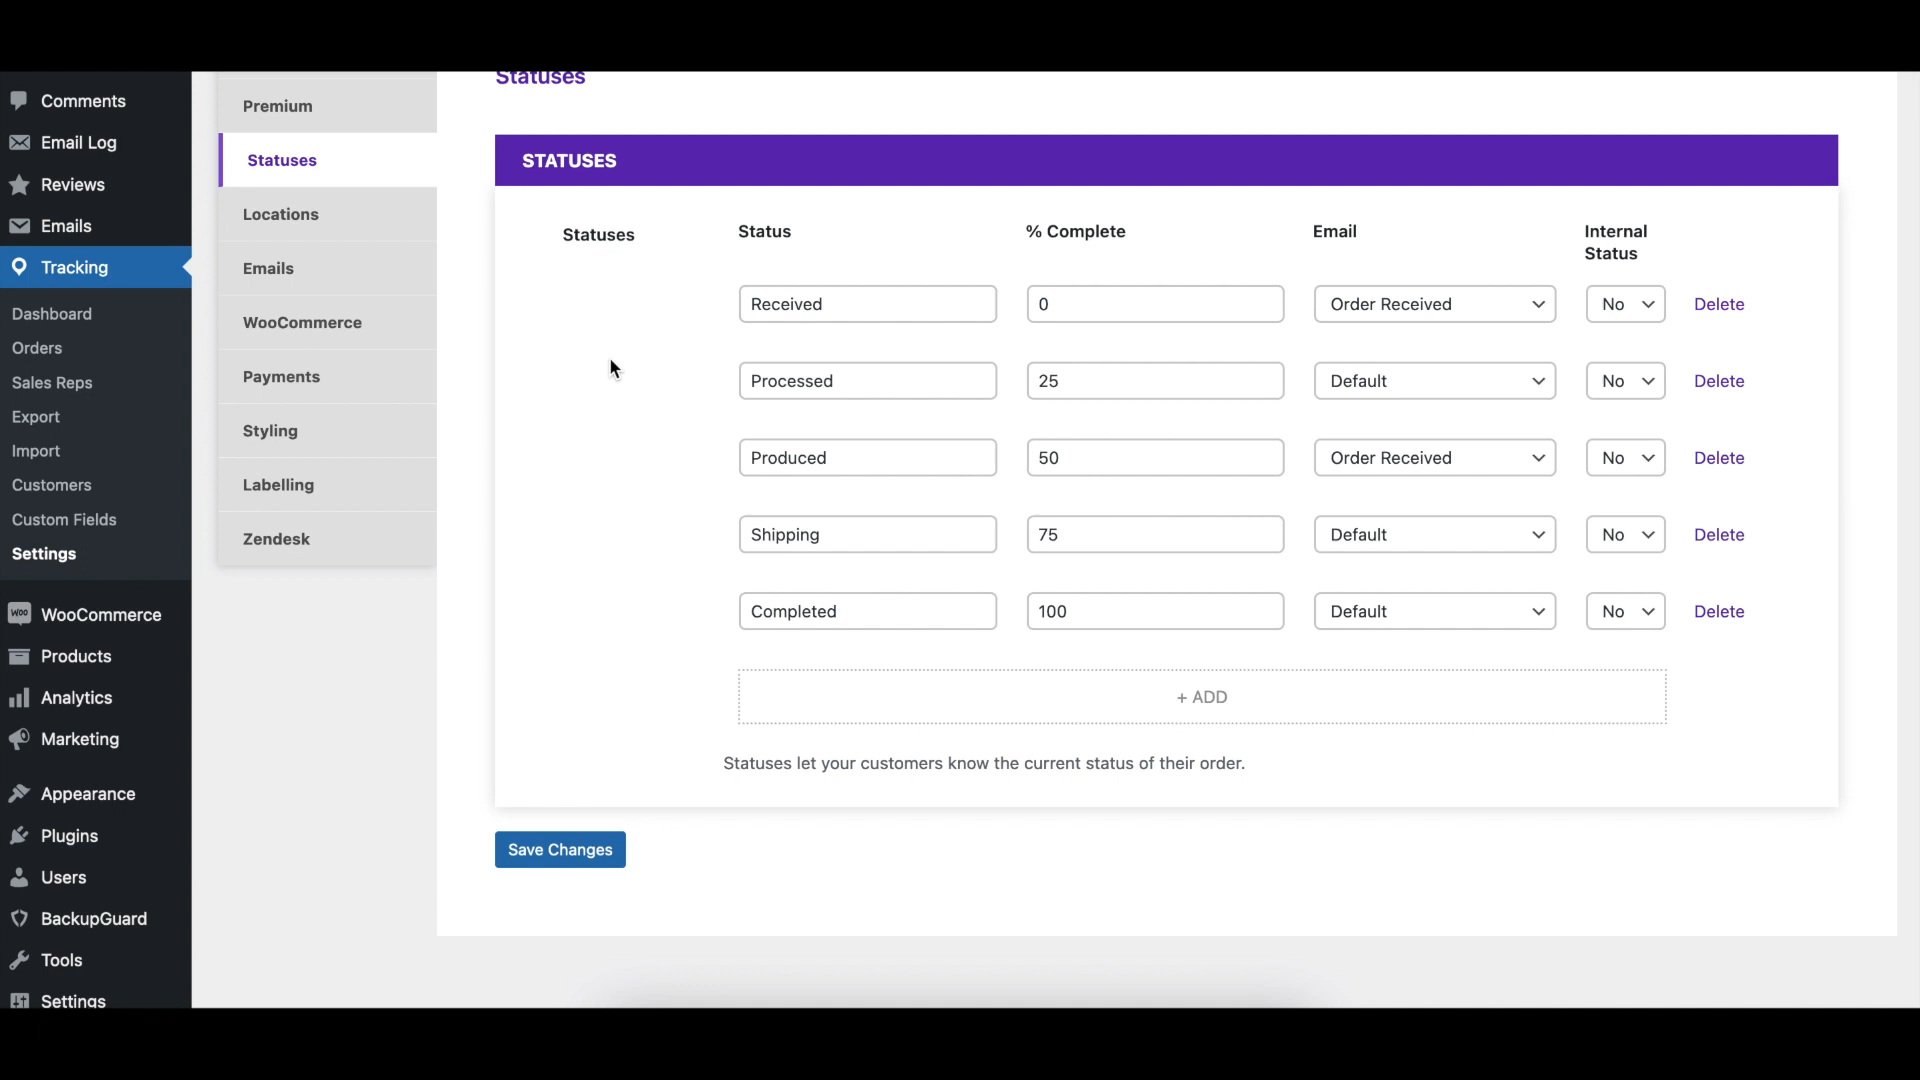 Comments
Email Log
Reviews
Emails
Tracking
Dashboard
Orders
Sales Reps
Export
Import
Customers
Custom Fields
Settings
WooCommerce
Products
Analytics
Marketing
Appearance
Plugins
Users
BackupGuard
Tools
Settings
Premium
Statuses
Locations
Emails
WooCommerce
Payments
Styling
Labelling
Zendesk
Statuses
STATUSES
Statuses
Status % Complete Email Internal
Status
Received 0 Order Received No Delete
Processed 25 Default No Delete
Produced 50 Order Received No Delete
Shipping 75 Default No Delete
Completed 100 Default No Delete
+ ADD
Statuses let your customers know the current status of their order.
Save Changes